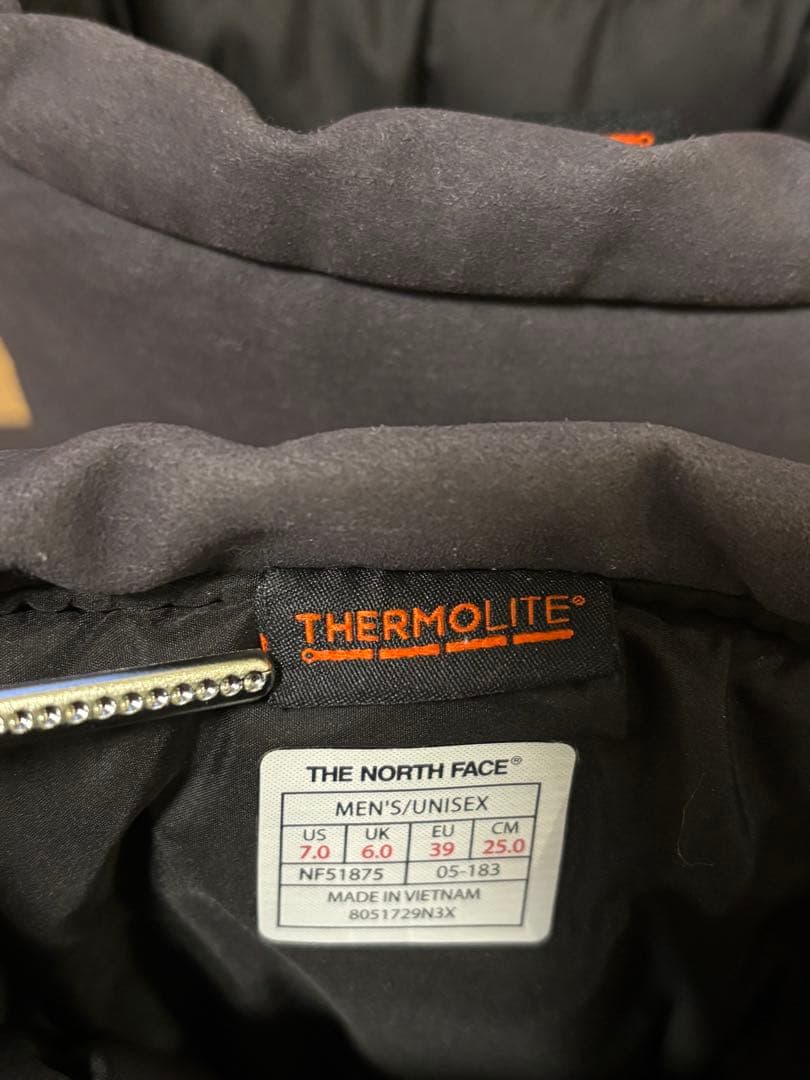 THERMOLITE®
THE NORTH FACE®
MEN'S/UNISEX
US UK EU CM
7.0 6.0 39 25.0
NF51875 05-183
MADE IN VIETNAM
8051729N3X